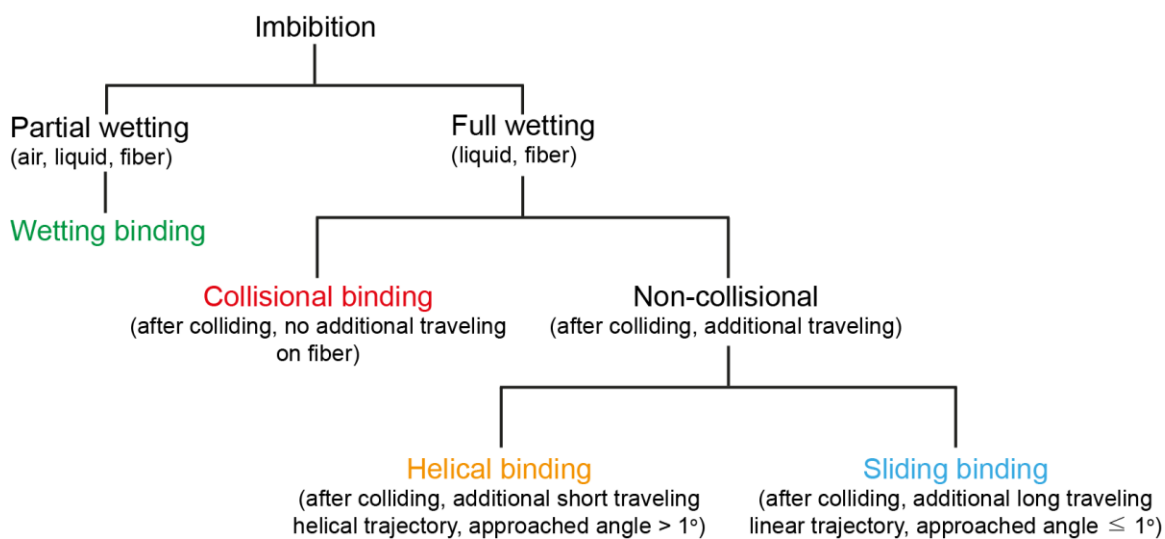 Imbibition
Partial wetting
(air, liquid, fiber)
Full wetting
(liquid, fiber)
Wetting binding
Collisional binding
(after colliding, no additional traveling
on fiber)
Non-collisional
(after colliding, additional traveling)
Helical binding
(after colliding, additional short traveling
helical trajectory, approached angle > 1°)
Sliding binding
(after colliding, additional long traveling
linear trajectory, approached angle ≤ 1°)